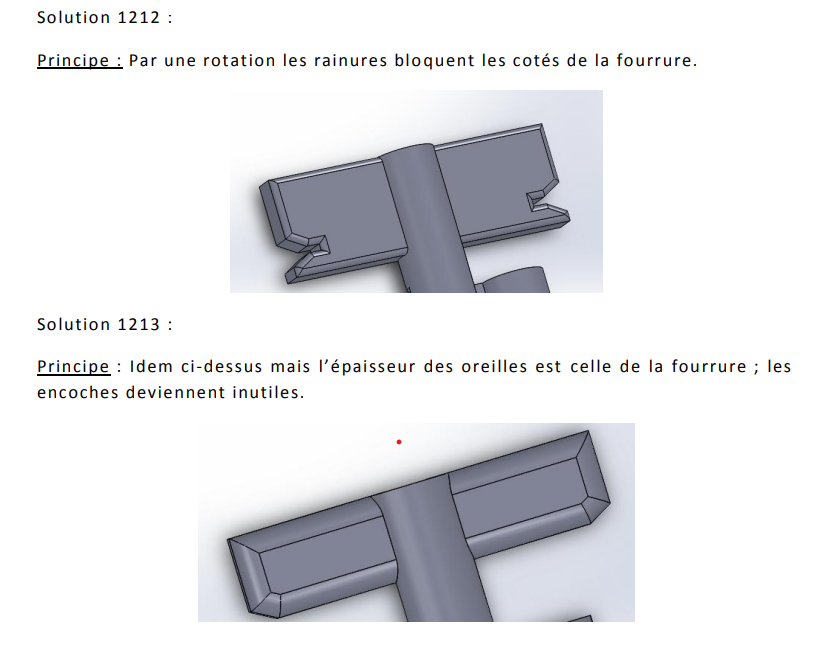 Solution 1212 :
Principe : Par une rotation les rainures bloquent les cotés de la fourrure.
Solution 1213 :
Principe : Idem ci-dessus mais l’épaisseur des oreilles est celle de la fourrure ; les
encoches deviennent inutiles.